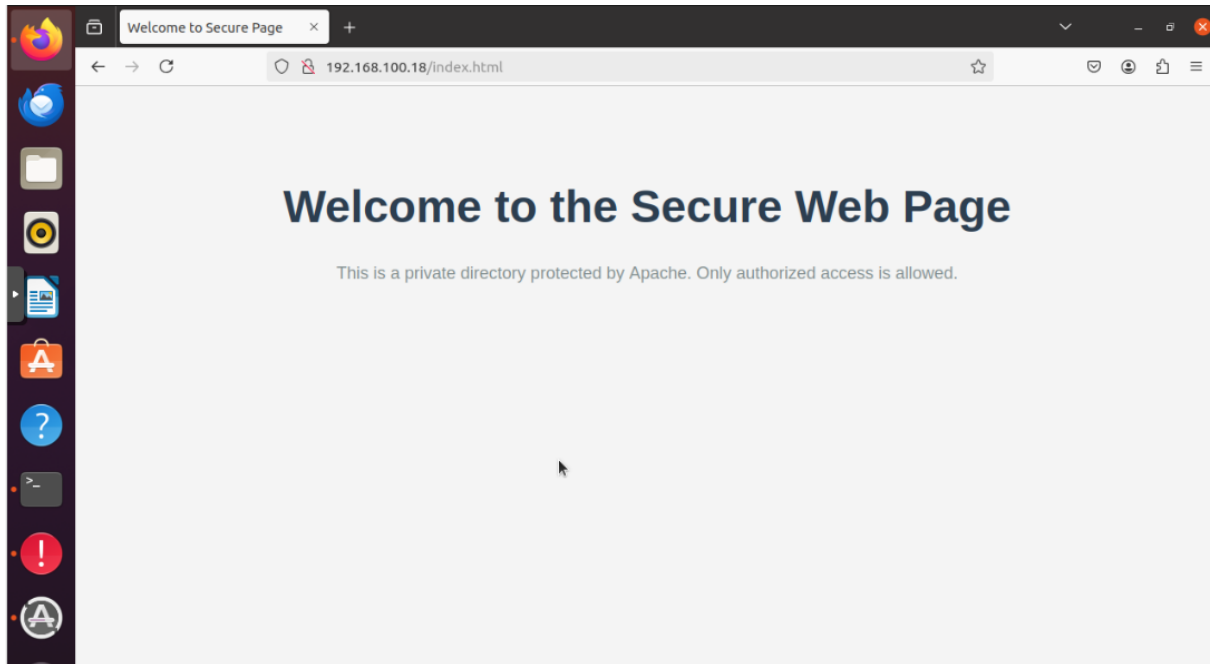 Welcome to Secure Page
192.168.100.18/index.html
Welcome to the Secure Web Page
This is a private directory protected by Apache. Only authorized access is allowed.